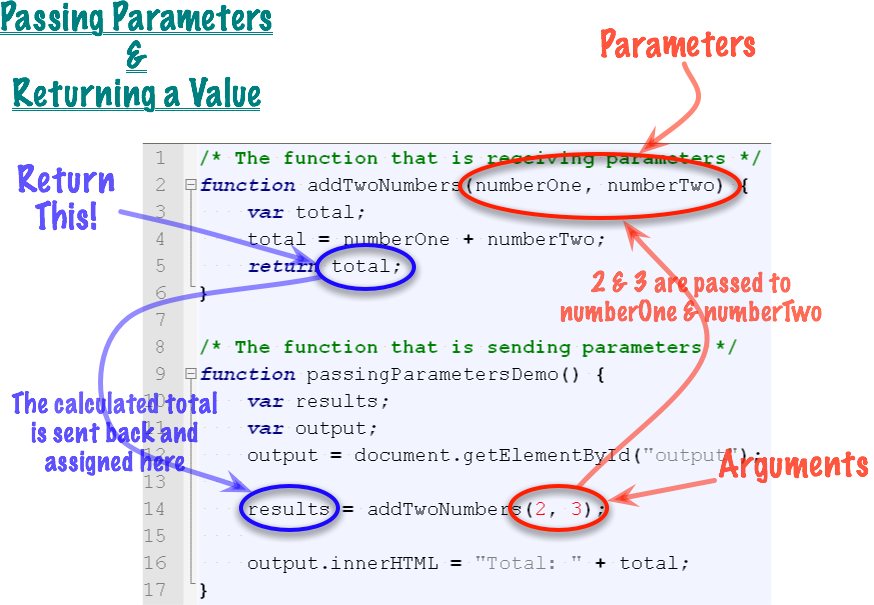 Passing Parameters
&
Returning a Value
Parameters
Return
This!
1 /* The function that is receiving parameters */
2 function addTwoNumbers(numberOne, numberTwo) {
3 var total;
4 total = numberOne + numberTwo;
5 return total;
6 }
7
8 /* The function that is sending parameters */
9 function passingParametersDemo() {
10 var results;
11 var output;
12 output = document.getElementById("output");
13
14 results = addTwoNumbers(2, 3);
15
16 output.innerHTML = "Total: " + total;
17 }
2 & 3 are passed to
numberOne & numberTwo
The calculated total
is sent back and
assigned here
Arguments